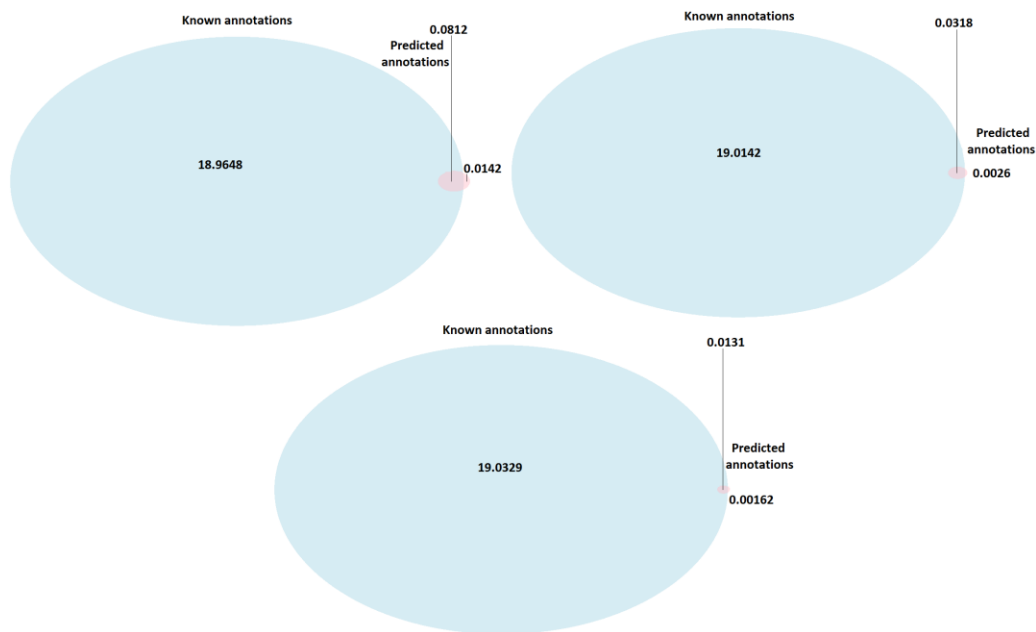 Known annotations
0.0812
Predicted
annotations
18.9648
0.0142
Known annotations
0.0318
19.0142
Predicted
annotations
0.0026
Known annotations
0.0131
19.0329
Predicted
annotations
0.00162